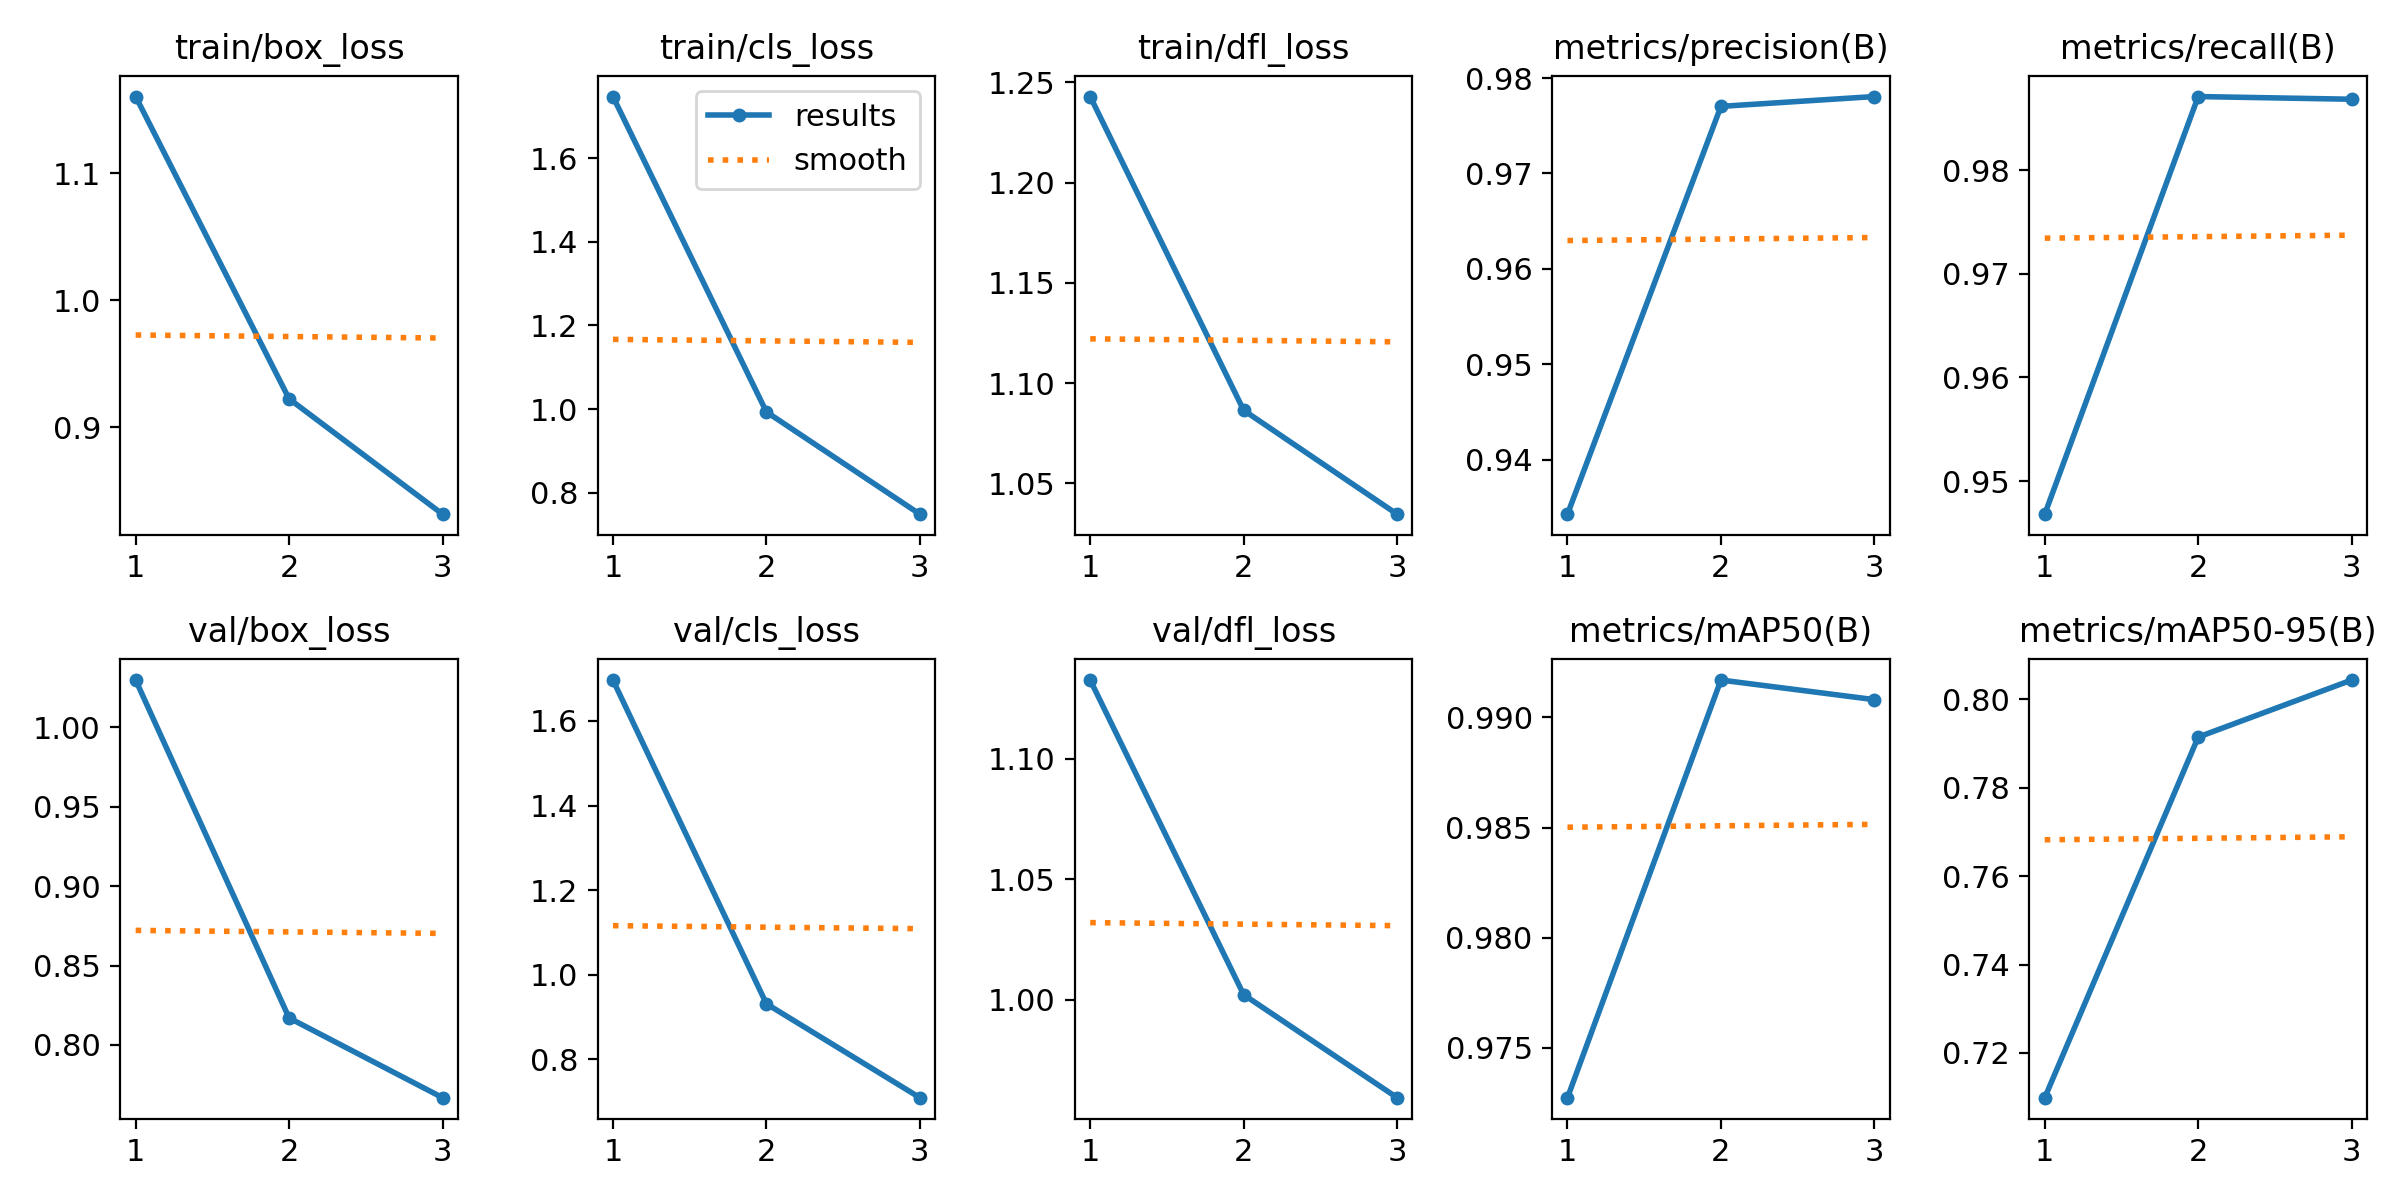 train/box_loss
1.1
1.0
0.9
1 2 3
train/cls_loss
results
smooth
1.6
1.4
1.2
1.0
0.8
1 2 3
train/dfl_loss
1.25
1.20
1.15
1.10
1.05
1 2 3
metrics/precision(B)
0.98
0.97
0.96
0.95
0.94
1 2 3
metrics/recall(B)
0.98
0.97
0.96
0.95
1 2 3
val/box_loss
1.00
0.95
0.90
0.85
0.80
1 2 3
val/cls_loss
1.6
1.4
1.2
1.0
0.8
1 2 3
val/dfl_loss
1.10
1.05
1.00
1 2 3
metrics/mAP50(B)
0.990
0.985
0.980
0.975
1 2 3
metrics/mAP50-95(B)
0.80
0.78
0.76
0.74
0.72
1 2 3